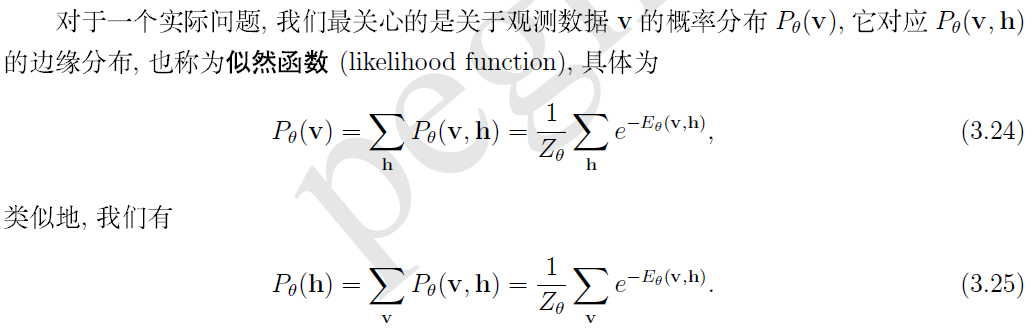 对于一个实际问题, 我们最关心的是关于观测数据 v 的概率分布 P_θ(v), 它对应 P_θ(v, h)
的边缘分布, 也称为似然函数 (likelihood function), 具体为
P_θ(v) = ∑_h P_θ(v, h) = 1/Z_θ ∑_h e^{−E_θ(v,h)}, (3.24)
类似地, 我们有
P_θ(h) = ∑_v P_θ(v, h) = 1/Z_θ ∑_v e^{−E_θ(v,h)}. (3.25)